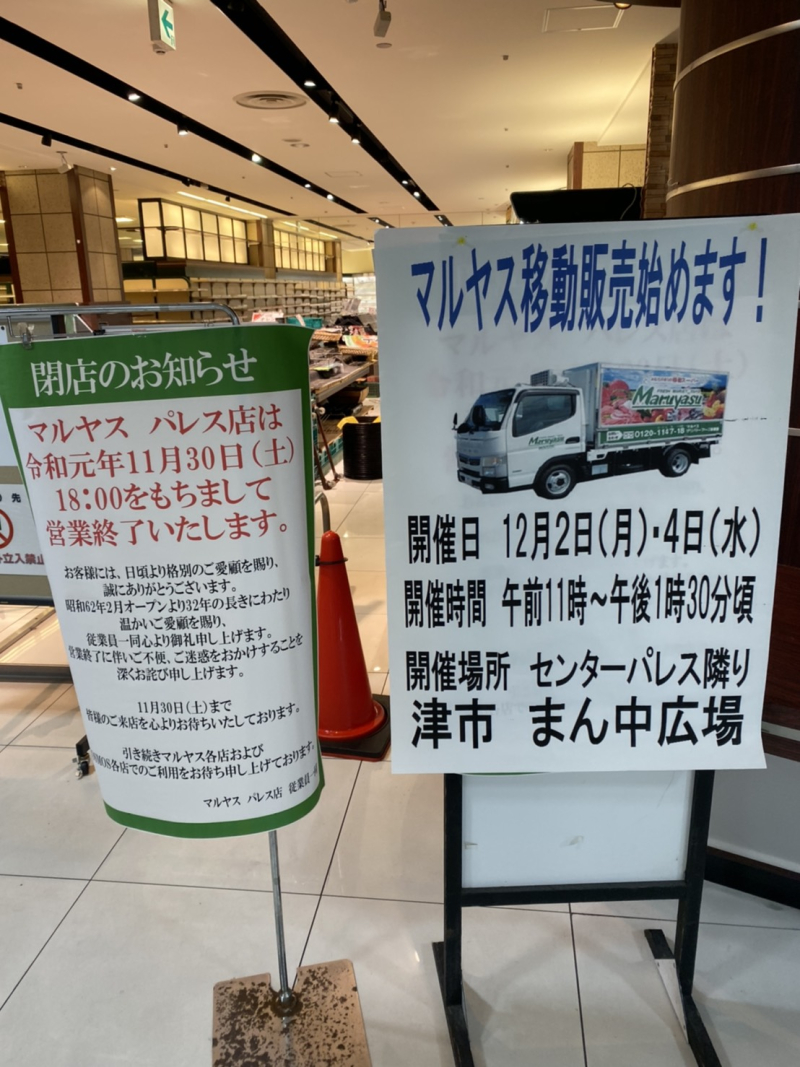 閉店のお知らせ
マルヤス パレス店は
令和元年11月30日(土)
18:00をもちまして
営業終了いたします。
お客様には、日頃より格別のご愛顧を賜り、
誠にありがとうございます。
昭和62年2月オープンより32年の長きにわたり
温かいご愛顧を賜り、
従業員一同心より御礼申し上げます。
営業終了に伴いご不便、ご迷惑をおかけすることを
深くお詫び申し上げます。
11月30日(土)まで
皆様のご来店を心よりお待ちいたしております。
引き続きマルヤス各店および
MOS各店でのご利用をお待ち申し上げております。
マルヤス パレス店 従業員一
立入禁止
マルヤス移動販売始めます!
Maruyasu
Maruyasu
0120-1147-18
開催日 12月2日(月)・4日(水)
開催時間 午前11時~午後1時30分頃
開催場所 センターパレス隣り
津市 まん中広場